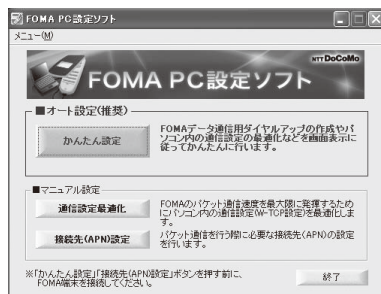 FOMA PC設定ソフト
メニュー(M)
NTT DoCoMo
FOMA PC設定ソフト
■オート設定(推奨)
かんたん設定
FOMAデータ通信用ダイヤルアップの作成やパ
ソコン内の通信設定の最適化などを画面表示に
従ってかんたんに行います。
■マニュアル設定
通信設定最適化
FOMAのパケット通信速度を最大限に発揮するため
にパソコン内の通信設定(W-TCP設定)を最適化しま
す。
接続先(APN)設定
パケット通信を行う際に必要な接続先(APN)の設定
を行います。
※「かんたん設定」「接続先(APN)設定」ボタンを押す前に、
FOMA端末を接続してください。
終了